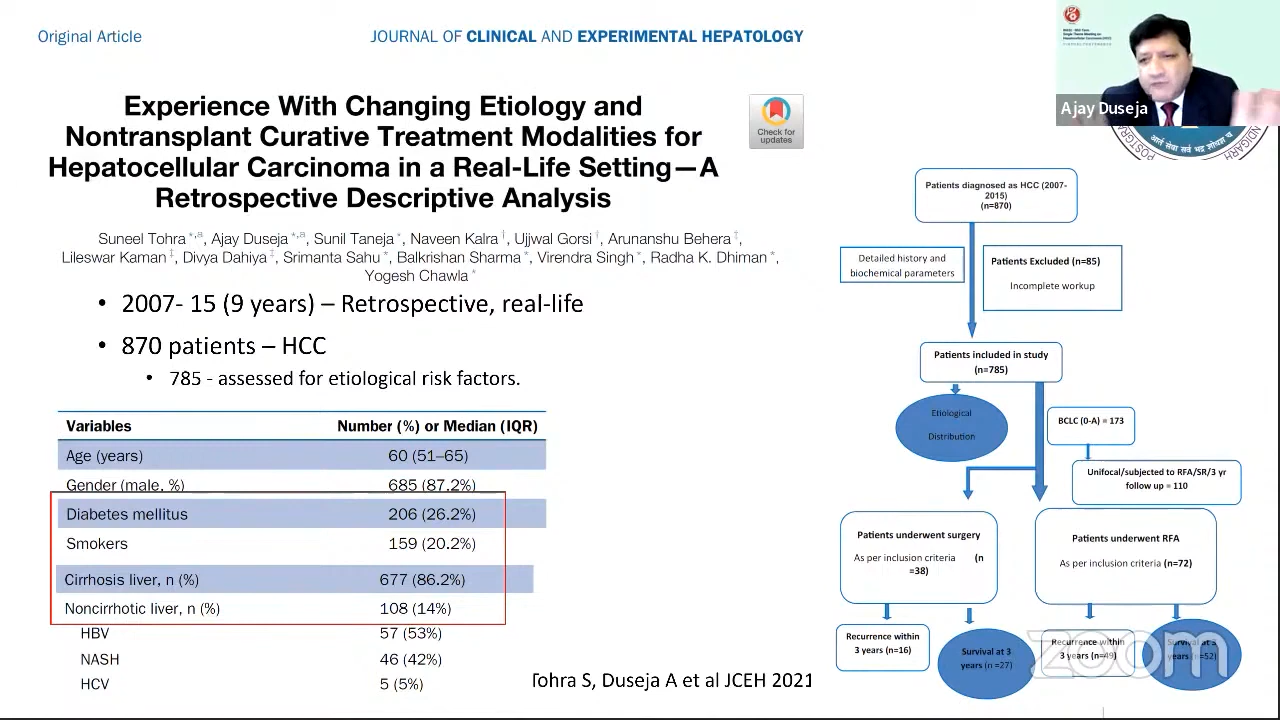 Original Article
JOURNAL OF CLINICAL AND EXPERIMENTAL HEPATOLOGY
Experience With Changing Etiology and
Nontransplant Curative Treatment Modalities for
Hepatocellular Carcinoma in a Real-Life Setting—A
Retrospective Descriptive Analysis
Check for
updates
Suneel Tohra *,a, Ajay Duseja *,a, Sunil Taneja *, Naveen Kalra †, Ujjwal Gorsi †, Arunanshu Behera ‡,
Lileswar Kaman ‡, Divya Dahiya ‡, Srimanta Sahu *, Balkrishan Sharma *, Virendra Singh *, Radha K. Dhiman *,
Yogesh Chawla *
• 2007- 15 (9 years) – Retrospective, real-life
• 870 patients – HCC
• 785 - assessed for etiological risk factors.
Variables Number (%) or Median (IQR)
Age (years) 60 (51–65)
Gender (male, %) 685 (87.2%)
Diabetes mellitus 206 (26.2%)
Smokers 159 (20.2%)
Cirrhosis liver, n (%) 677 (86.2%)
Noncirrhotic liver, n (%) 108 (14%)
HBV 57 (53%)
NASH 46 (42%)
HCV 5 (5%)
Tohra S, Duseja A et al JCEH 2021
Ajay Duseja
Patients diagnosed as HCC (2007-
2015)
(n=870)
Detailed history and
biochemical parameters
Patients Excluded (n=85)
Incomplete workup
Patients included in study
(n=785)
Etiological
Distribution
BCLC (0-A) = 173
Unifocal/subjected to RFA/SR/3 yr
follow up = 110
Patients underwent surgery
As per inclusion criteria (n
=38)
Patients underwent RFA
As per inclusion criteria (n=72)
Recurrence within
3 years (n=16)
Survival at 3
years (n =27)
Recurrence within
3 years (n=49)
Survival at 3
years (n=52)
zoom